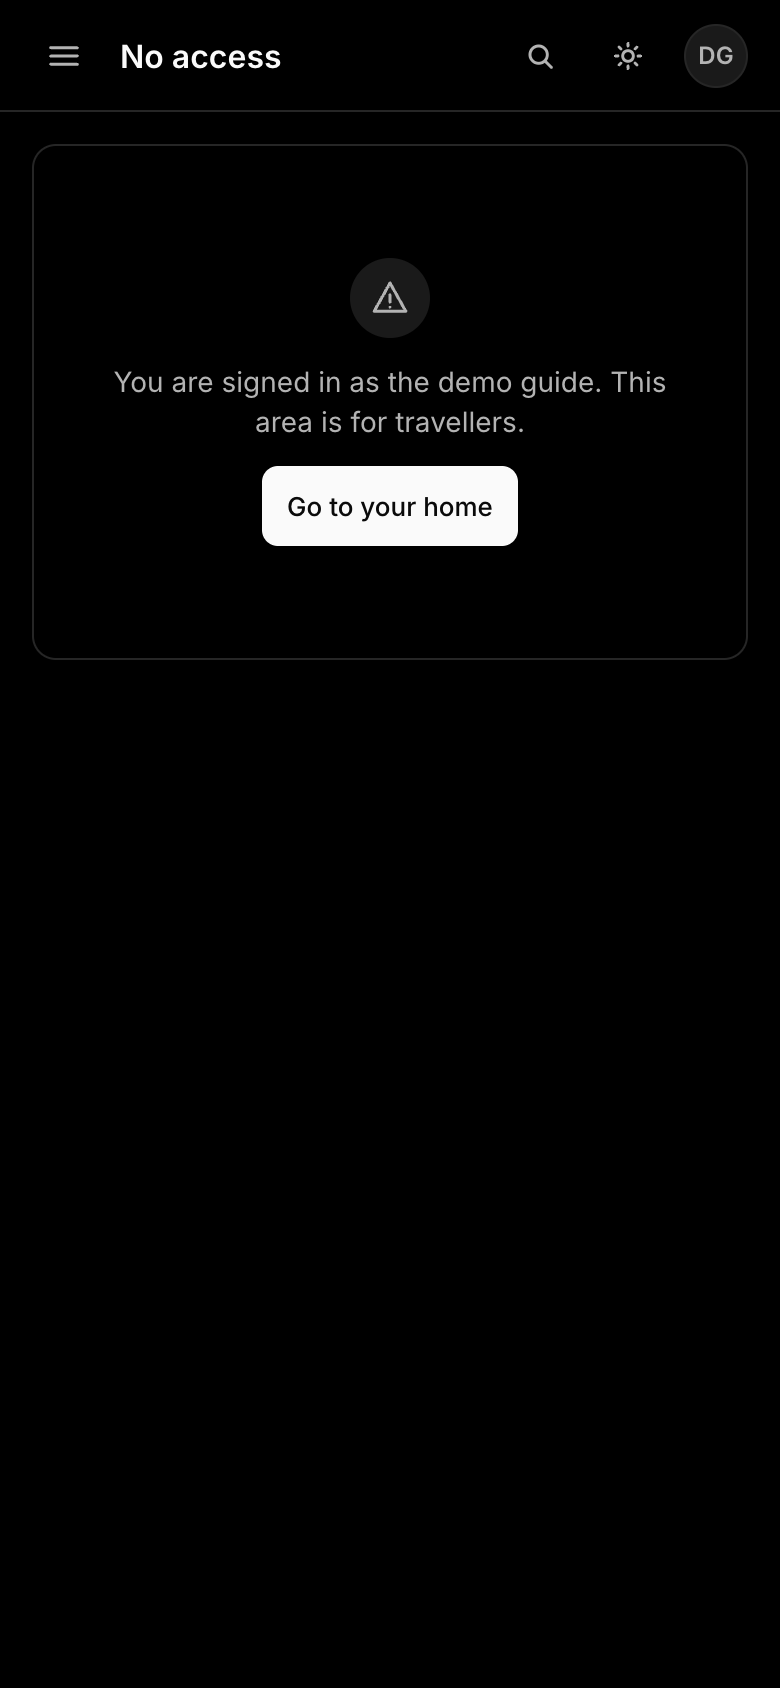 No access
DG
You are signed in as the demo guide. This
area is for travellers.
Go to your home